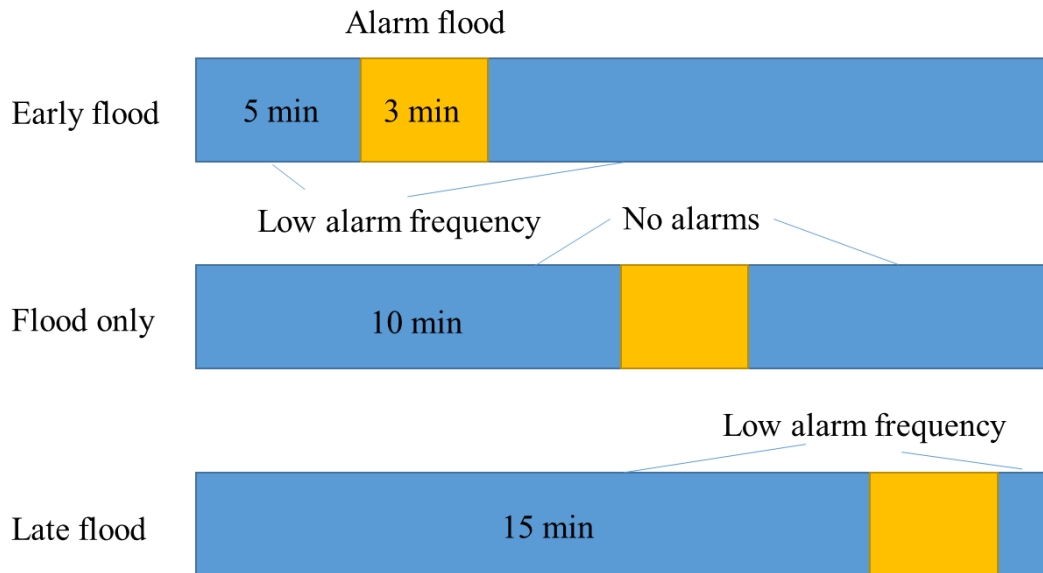 Alarm flood
Early flood
5 min
3 min
Low alarm frequency
No alarms
Flood only
10 min
Low alarm frequency
Late flood
15 min